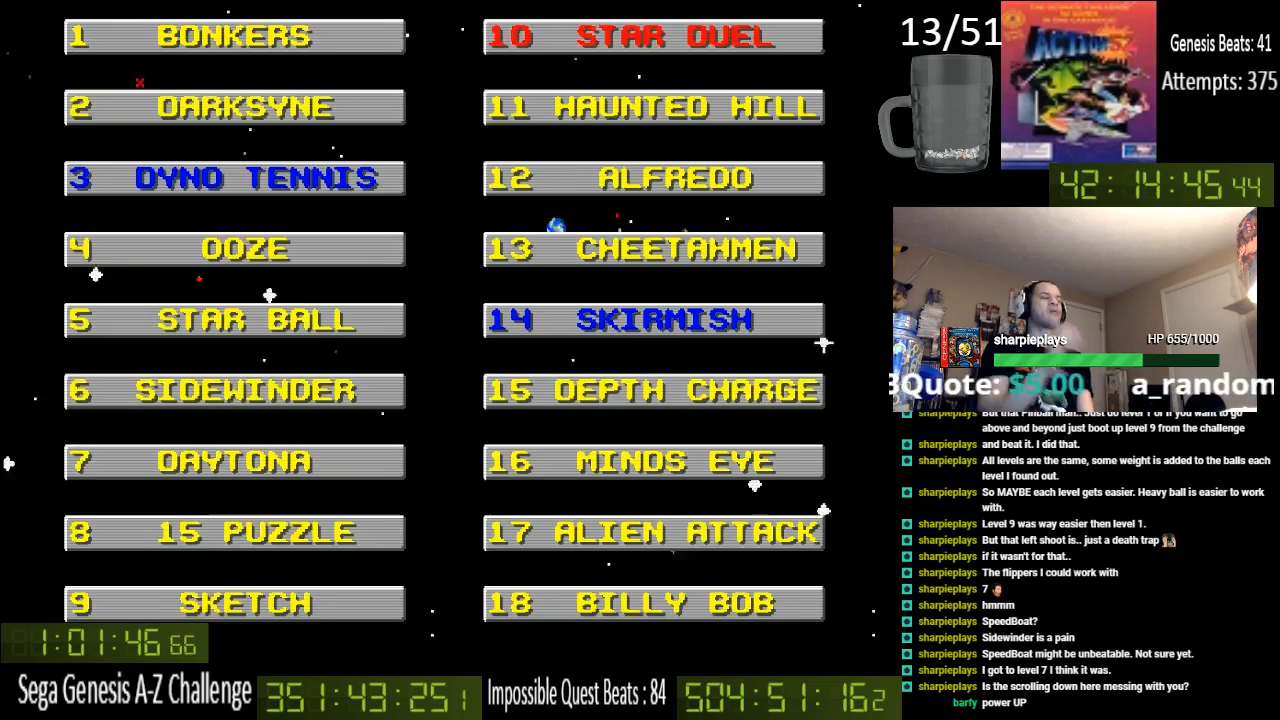 1 BONKERS
2 DARKSYNE
3 DYNO TENNIS
4 OOZE
5 STAR BALL
6 SIDEWINDER
7 DAYTONA
8 15 PUZZLE
9 SKETCH
10 STAR DUEL
11 HAUNTED HILL
12 ALFREDO
13 CHEETAHMEN
14 SKIRMISH
15 DEPTH CHARGE
16 MINDS EYE
17 ALIEN ATTACK
18 BILLY BOB
1:01:46 66
Sega Genesis A-Z Challenge
351:43:25 1
Impossible Quest Beats : 84
504:51:16 2
13/51
ACTION 52
Genesis Beats: 41
Attempts: 375
42:14:45 44
sharpieplays HP 655/1000
Quote: $5.00 a_random
sharpieplays But that Pinball man.. Just do level 1 or if you want to go
above and beyond just boot up level 9 from the challenge
sharpieplays and beat it. I did that.
sharpieplays All levels are the same, some weight is added to the balls each
level I found out.
sharpieplays So MAYBE each level gets easier. Heavy ball is easier to work
with.
sharpieplays Level 9 was way easier then level 1.
sharpieplays But that left shoot is.. just a death trap
sharpieplays if it wasn't for that..
sharpieplays The flippers I could work with
sharpieplays 7
sharpieplays hmmm
sharpieplays SpeedBoat?
sharpieplays Sidewinder is a pain
sharpieplays SpeedBoat might be unbeatable. Not sure yet.
sharpieplays I got to level 7 I think it was.
sharpieplays Is the scrolling down here messing with you?
barfy power UP